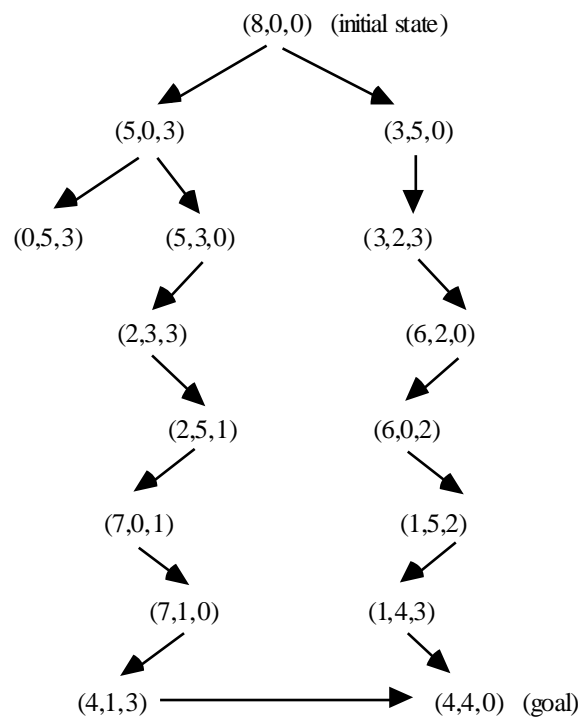 (8,0,0) (initial state)
(5,0,3) (3,5,0)
(0,5,3) (5,3,0) (3,2,3)
(2,3,3) (6,2,0)
(2,5,1) (6,0,2)
(7,0,1) (1,5,2)
(7,1,0) (1,4,3)
(4,1,3) (4,4,0) (goal)